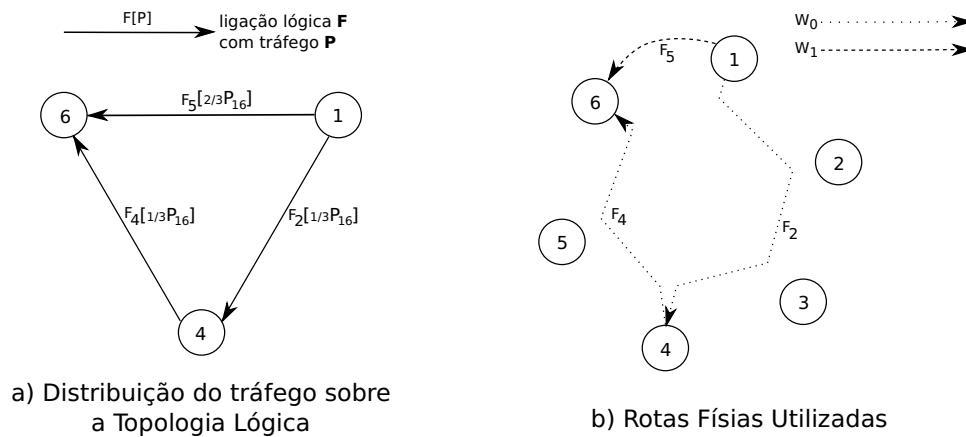 F[P]
ligação lógica F
com tráfego P
6
1
4
F5[2/3P16]
F4[1/3P16]
F2[1/3P16]
a) Distribuição do tráfego sobre
a Topologia Lógica
W0
W1
1
6
2
5
3
4
F5
F4
F2
b) Rotas Físias Utilizadas